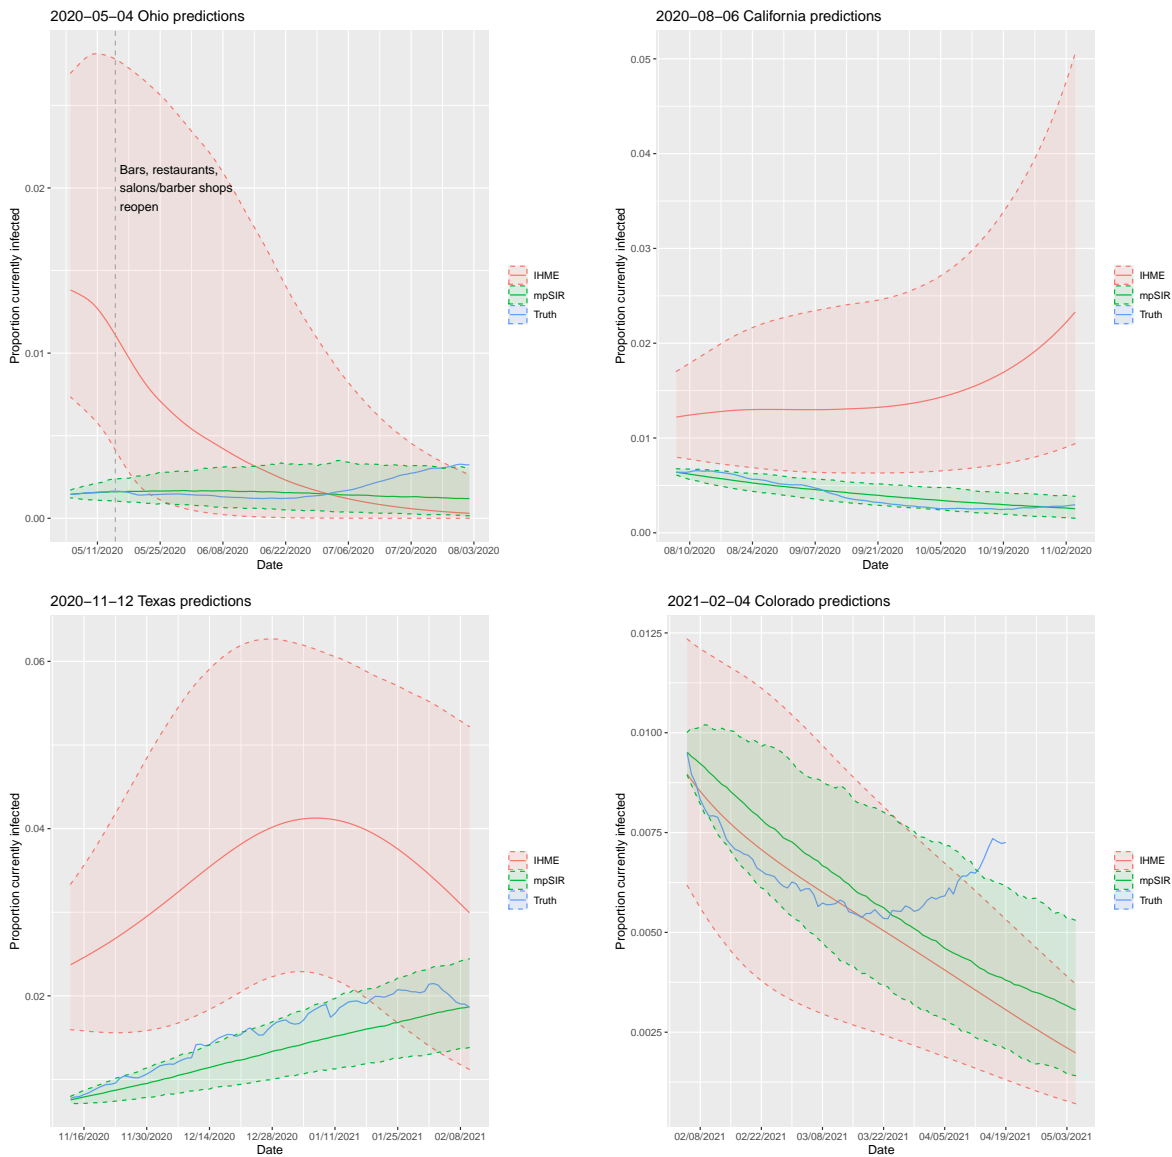 2020−05−04 Ohio predictions
Proportion currently infected
0.02
0.01
0.00
Bars, restaurants,
salons/barber shops
reopen
05/11/2020 05/25/2020 06/08/2020 06/22/2020 07/06/2020 07/20/2020 08/03/2020
Date
IHME
mpSIR
Truth
2020−08−06 California predictions
Proportion currently infected
0.05
0.04
0.03
0.02
0.01
0.00
08/10/2020 08/24/2020 09/07/2020 09/21/2020 10/05/2020 10/19/2020 11/02/2020
Date
IHME
mpSIR
Truth
2020−11−12 Texas predictions
Proportion currently infected
0.06
0.04
0.02
11/16/2020 11/30/2020 12/14/2020 12/28/2020 01/11/2021 01/25/2021 02/08/2021
Date
IHME
mpSIR
Truth
2021−02−04 Colorado predictions
Proportion currently infected
0.0125
0.0100
0.0075
0.0050
0.0025
02/08/2021 02/22/2021 03/08/2021 03/22/2021 04/05/2021 04/19/2021 05/03/2021
Date
IHME
mpSIR
Truth